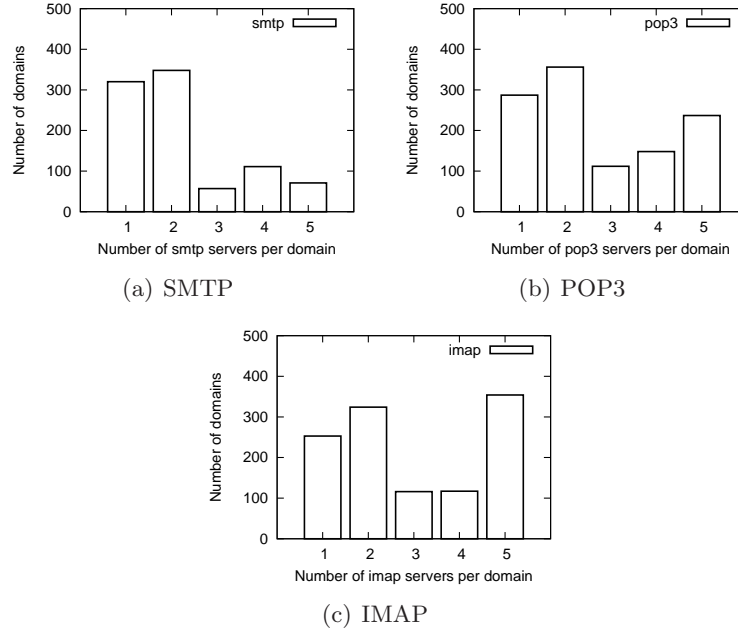 500
400
300
200
100
0
Number of domains
smtp
1 2 3 4 5
Number of smtp servers per domain
(a) SMTP
500
400
300
200
100
0
Number of domains
pop3
1 2 3 4 5
Number of pop3 servers per domain
(b) POP3
500
400
300
200
100
0
Number of domains
imap
1 2 3 4 5
Number of imap servers per domain
(c) IMAP